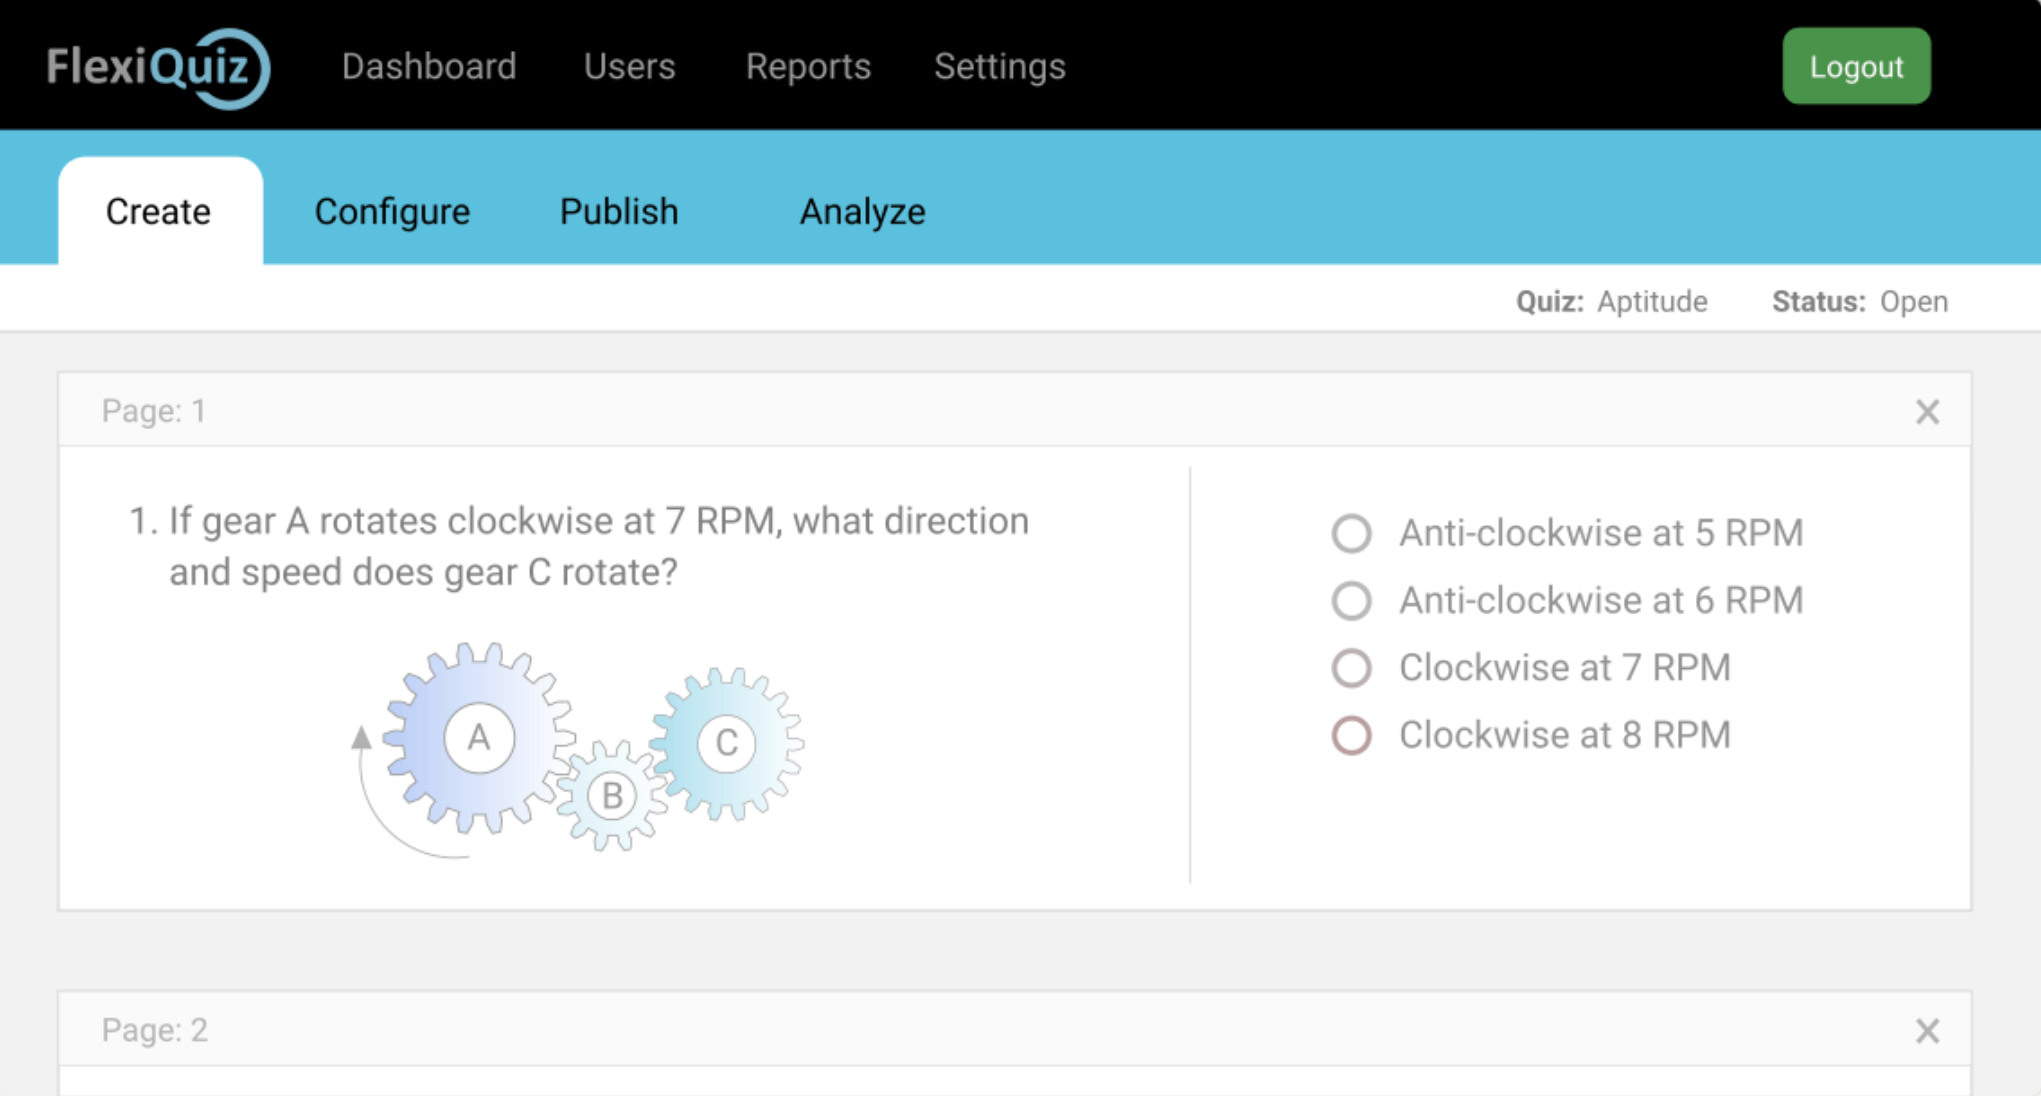 FlexiQuiz Dashboard Users Reports Settings Logout
Create Configure Publish Analyze
Quiz: Aptitude Status: Open
Page: 1
1. If gear A rotates clockwise at 7 RPM, what direction
and speed does gear C rotate?
A
B
C
Anti-clockwise at 5 RPM
Anti-clockwise at 6 RPM
Clockwise at 7 RPM
Clockwise at 8 RPM
Page: 2